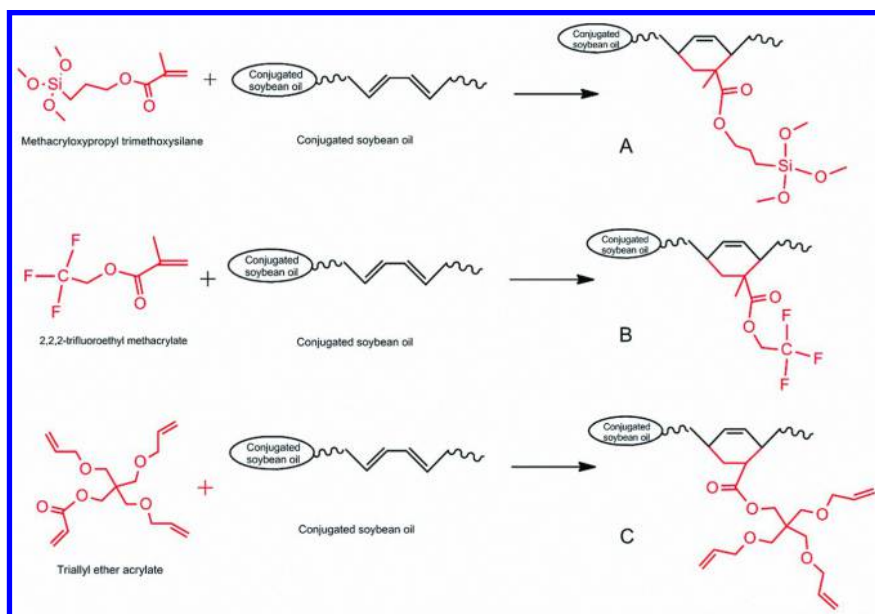 O
O
Si
O
O
O
Methacryloxypropyl trimethoxysilane
+
Conjugated
soybean oil
Conjugated soybean oil
Conjugated
soybean oil
O
O
O
Si
O
O
A
F
F
C
F
O
O
2,2,2-trifluoroethyl methacrylate
+
Conjugated
soybean oil
Conjugated soybean oil
Conjugated
soybean oil
O
O
F
C
F
F
B
O
O
O
O
O
Triallyl ether acrylate
+
Conjugated
soybean oil
Conjugated soybean oil
Conjugated
soybean oil
O
O
O
O
O
C